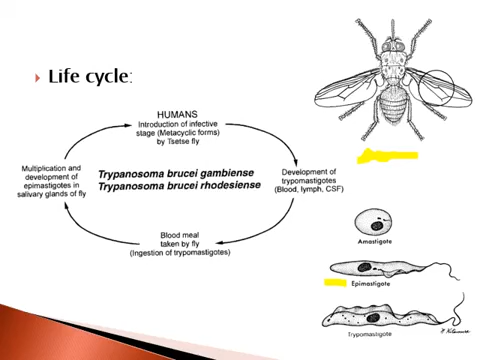 Life cycle:
HUMANS
Introduction of infective
stage (Metacyclic forms)
by Tsetse fly
Multiplication and
development of
epimastigotes in
salivary glands of fly
Trypanosoma brucei gambiense
Trypanosoma brucei rhodesiense
Development of
trypomastigotes
(Blood, lymph, CSF)
Blood meal
taken by fly
(Ingestion of trypomastigotes)
Amastigote
Epimastigote
Trypomastigote